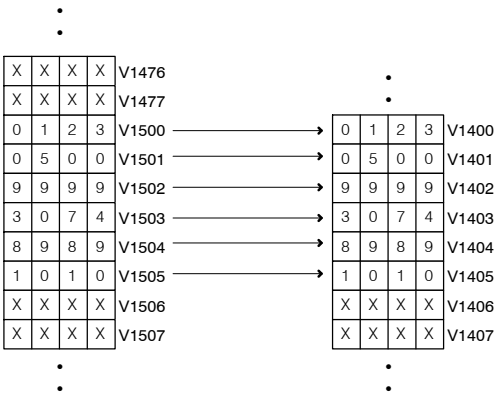 X X X X V1476
X X X X V1477
0 1 2 3 V1500 0 1 2 3 V1400
0 5 0 0 V1501 0 5 0 0 V1401
9 9 9 9 V1502 9 9 9 9 V1402
3 0 7 4 V1503 3 0 7 4 V1403
8 9 8 9 V1504 8 9 8 9 V1404
1 0 1 0 V1505 1 0 1 0 V1405
X X X X V1506 X X X X V1406
X X X X V1507 X X X X V1407